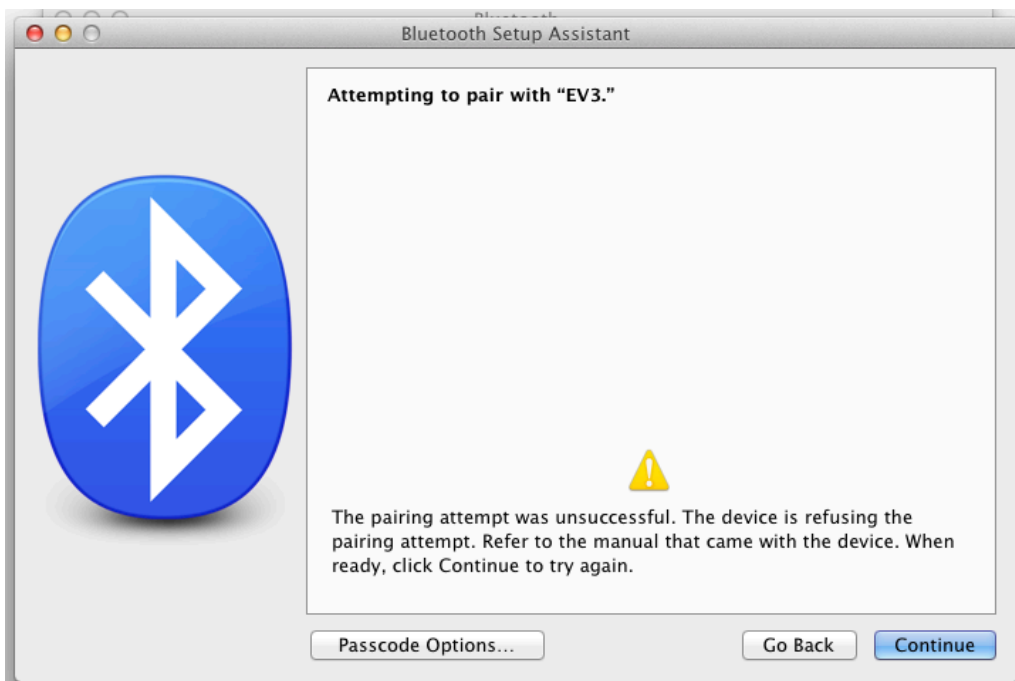 Bluetooth
Bluetooth Setup Assistant
Attempting to pair with “EV3.”
The pairing attempt was unsuccessful. The device is refusing the
pairing attempt. Refer to the manual that came with the device. When
ready, click Continue to try again.
Passcode Options...
Go Back
Continue